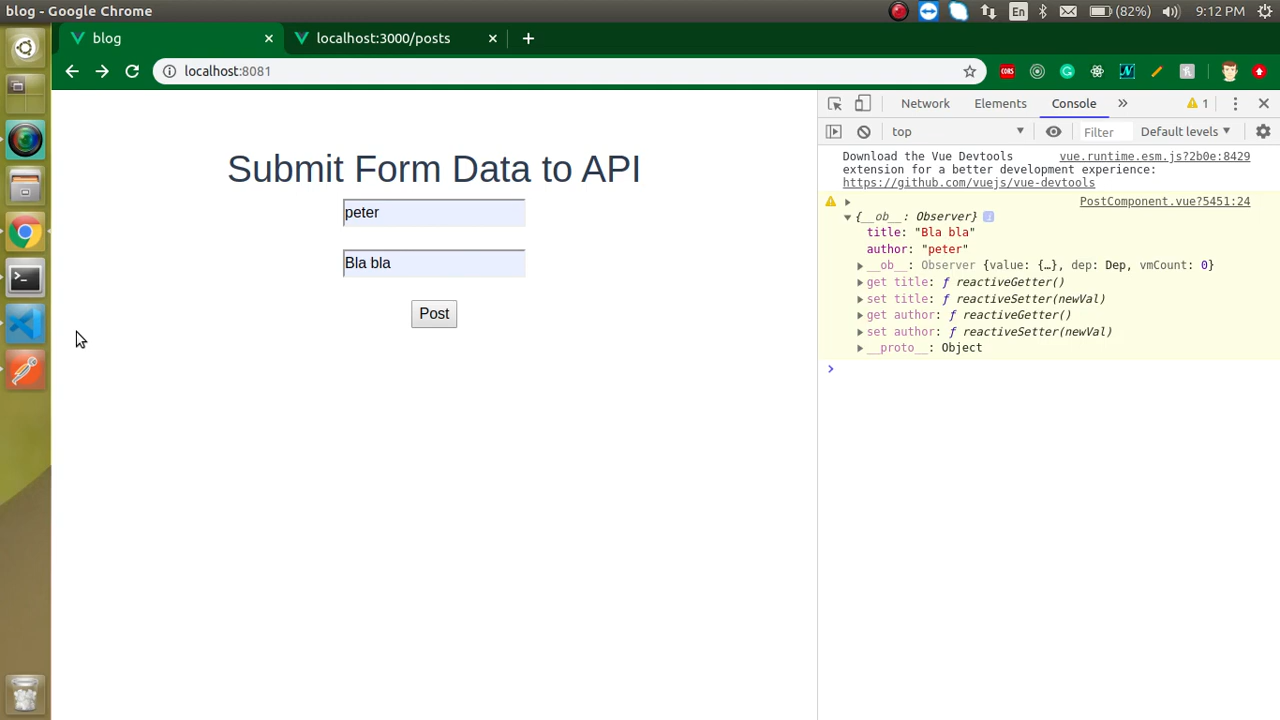 blog - Google Chrome
En
(82%)
9:12 PM
blog
localhost:3000/posts
localhost:8081
CORS
Network
Elements
Console
1
top
Filter
Default levels
Download the Vue Devtools vue.runtime.esm.js?2b0e:8429
extension for a better development experience:
https://github.com/vuejs/vue-devtools
PostComponent.vue?5451:24
{__ob__: Observer}
title: "Bla bla"
author: "peter"
__ob__: Observer {value: {…}, dep: Dep, vmCount: 0}
get title: ƒ reactiveGetter()
set title: ƒ reactiveSetter(newVal)
get author: ƒ reactiveGetter()
set author: ƒ reactiveSetter(newVal)
__proto__: Object
Submit Form Data to API
peter
Bla bla
Post